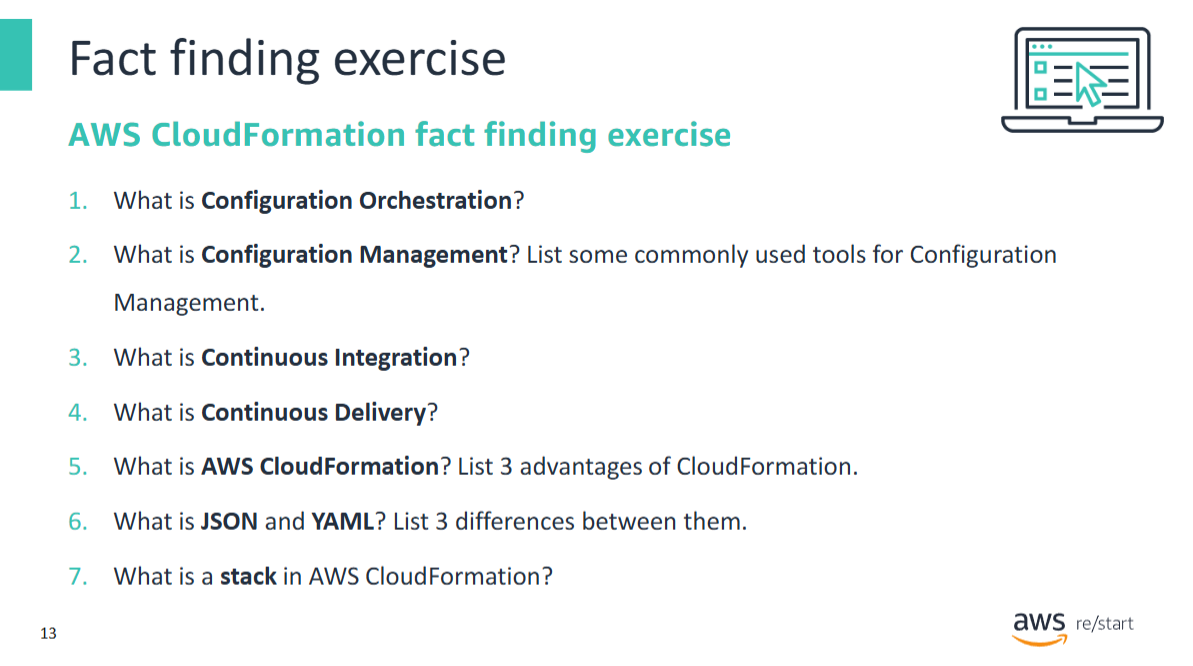 Fact finding exercise
AWS CloudFormation fact finding exercise
1. What is Configuration Orchestration?
2. What is Configuration Management? List some commonly used tools for Configuration
Management.
3. What is Continuous Integration?
4. What is Continuous Delivery?
5. What is AWS CloudFormation? List 3 advantages of CloudFormation.
6. What is JSON and YAML? List 3 differences between them.
7. What is a stack in AWS CloudFormation?
13
aws re/start